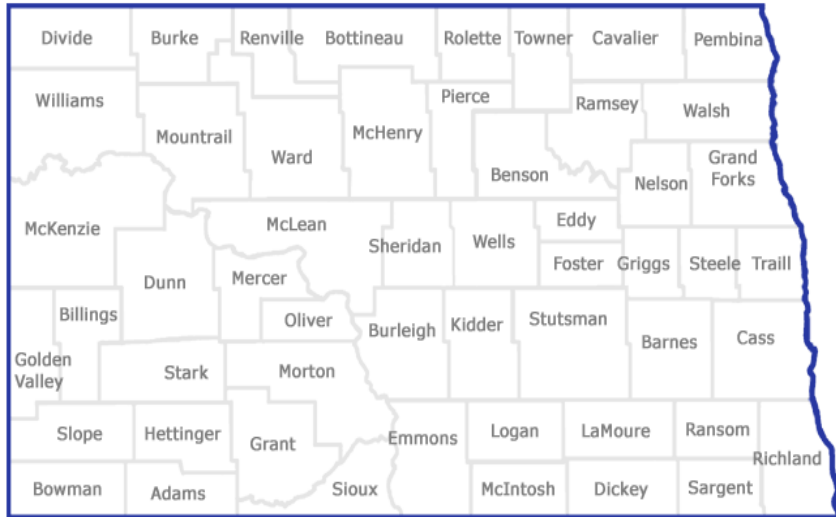 Divide
Burke
Renville
Bottineau
Rolette
Towner
Cavalier
Pembina
Williams
Mountrail
Ward
McHenry
Pierce
Benson
Ramsey
Walsh
Nelson
Grand
Forks
McKenzie
Dunn
McLean
Mercer
Oliver
Sheridan
Wells
Eddy
Foster
Griggs
Steele
Traill
Golden
Valley
Billings
Stark
Morton
Burleigh
Kidder
Stutsman
Barnes
Cass
Slope
Hettinger
Grant
Emmons
Logan
LaMoure
Ransom
Richland
Bowman
Adams
Sioux
McIntosh
Dickey
Sargent